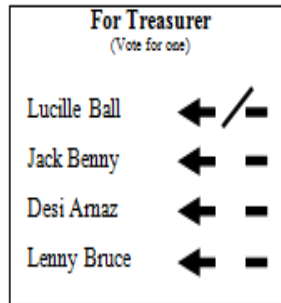 For Treasurer
(Vote for one)
Lucille Ball
Jack Benny
Desi Arnaz
Lenny Bruce